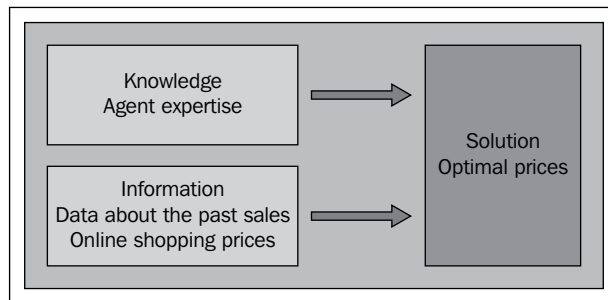 Knowledge
Agent expertise
Information
Data about the past sales
Online shopping prices
Solution
Optimal prices